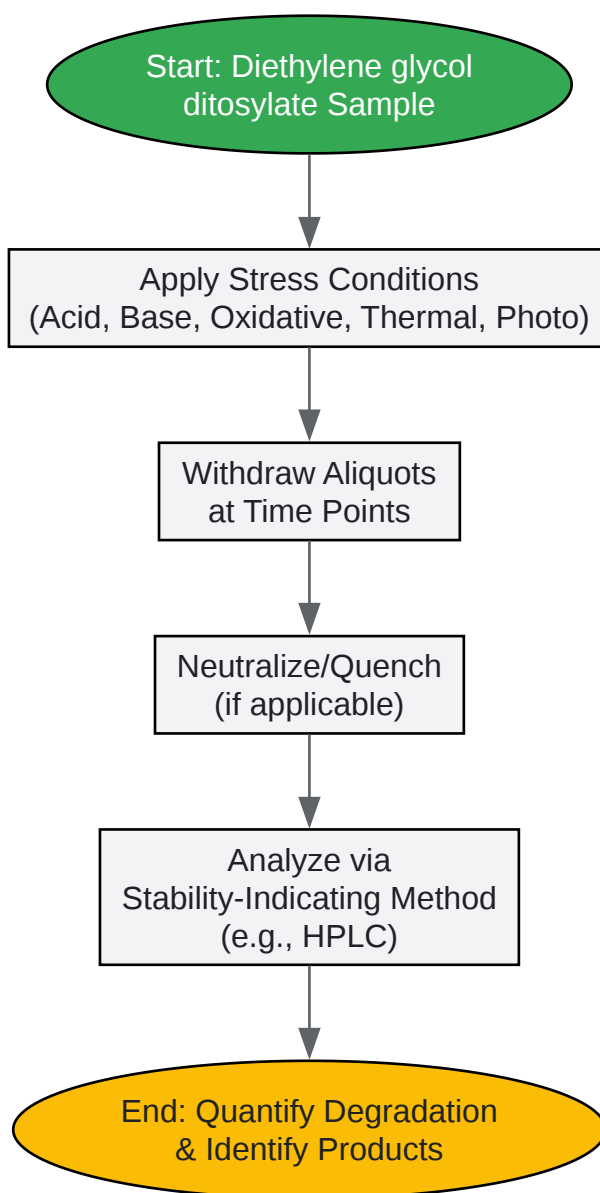 Start: Diethylene glycol
ditosylate Sample
Apply Stress Conditions
(Acid, Base, Oxidative, Thermal, Photo)
Withdraw Aliquots
at Time Points
Neutralize/Quench
(if applicable)
Analyze via
Stability-Indicating Method
(e.g., HPLC)
End: Quantify Degradation
& Identify Products